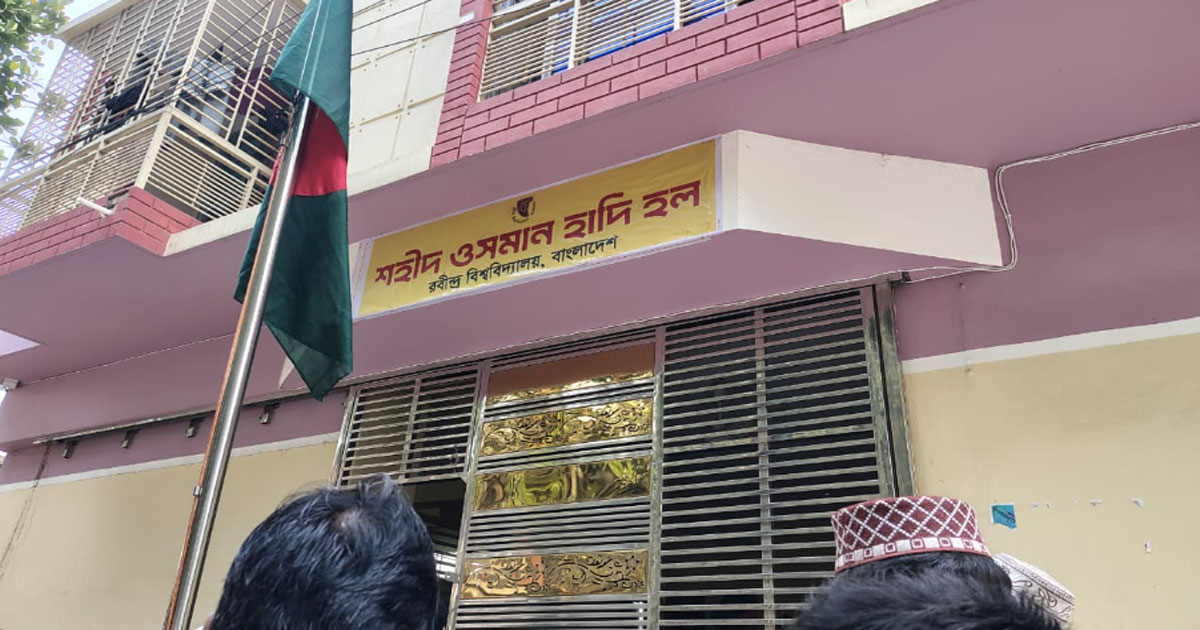 শহীদ ওসমান হাদি হল
রবীন্দ্র বিশ্ববিদ্যালয়, বাংলাদেশ